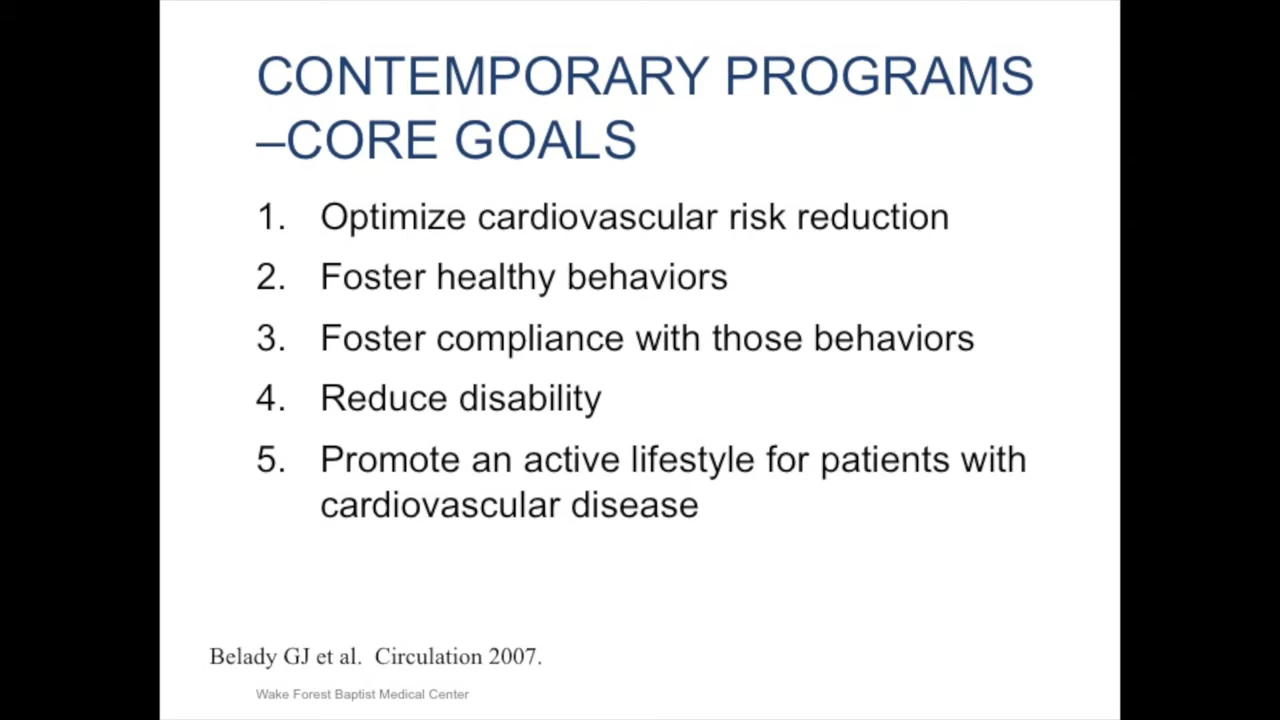 CONTEMPORARY PROGRAMS
–CORE GOALS
1. Optimize cardiovascular risk reduction
2. Foster healthy behaviors
3. Foster compliance with those behaviors
4. Reduce disability
5. Promote an active lifestyle for patients with
cardiovascular disease
Belady GJ et al. Circulation 2007.
Wake Forest Baptist Medical Center